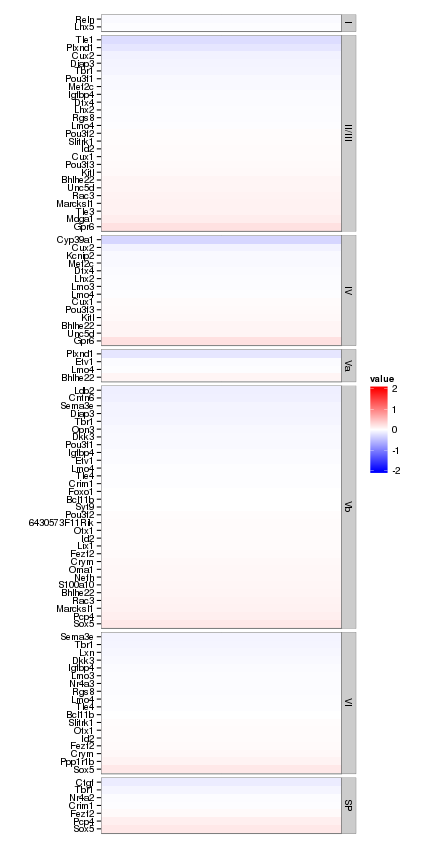 Reln
Lhx5
I
Tle1
Plxnd1
Cux2
Diap3
Tbr1
Pou3f1
Mef2c
Igfbp4
Dtx4
Lhx2
Rgs8
Lmo4
Pou3f2
Slitrk1
Id2
Cux1
Pou3f3
Kitl
Bhlhe22
Unc5d
Rac3
Marcksl1
Tle3
Mdga1
Gpr6
II/III
Cyp39a1
Cux2
Kcnip2
Mef2c
Dtx4
Lhx2
Lmo3
Lmo4
Cux1
Pou3f3
Kitl
Bhlhe22
Unc5d
Gpr6
IV
Plxnd1
Etv1
Lmo4
Bhlhe22
Va
value
2
1
0
-1
-2
Ldb2
Cntn6
Sema3e
Diap3
Tbr1
Opn3
Dkk3
Pou3f1
Igfbp4
Etv1
Lmo4
Tle4
Crim1
Foxo1
Bcl11b
Syt9
Pou3f2
6430573F11Rik
Otx1
Id2
Lix1
Fezf2
Crym
Oma1
Nefh
S100a10
Bhlhe22
Rac3
Marcksl1
Pcp4
Sox5
Vb
Sema3e
Tbr1
Lxn
Dkk3
Igfbp4
Lmo3
Nr4a3
Rgs8
Lmo4
Tle4
Bcl11b
Slitrk1
Otx1
Id2
Fezf2
Crym
Ppp1r1b
Sox5
VI
Ctgf
Tbr1
Nr4a2
Crim1
Fezf2
Pcp4
Sox5
SP